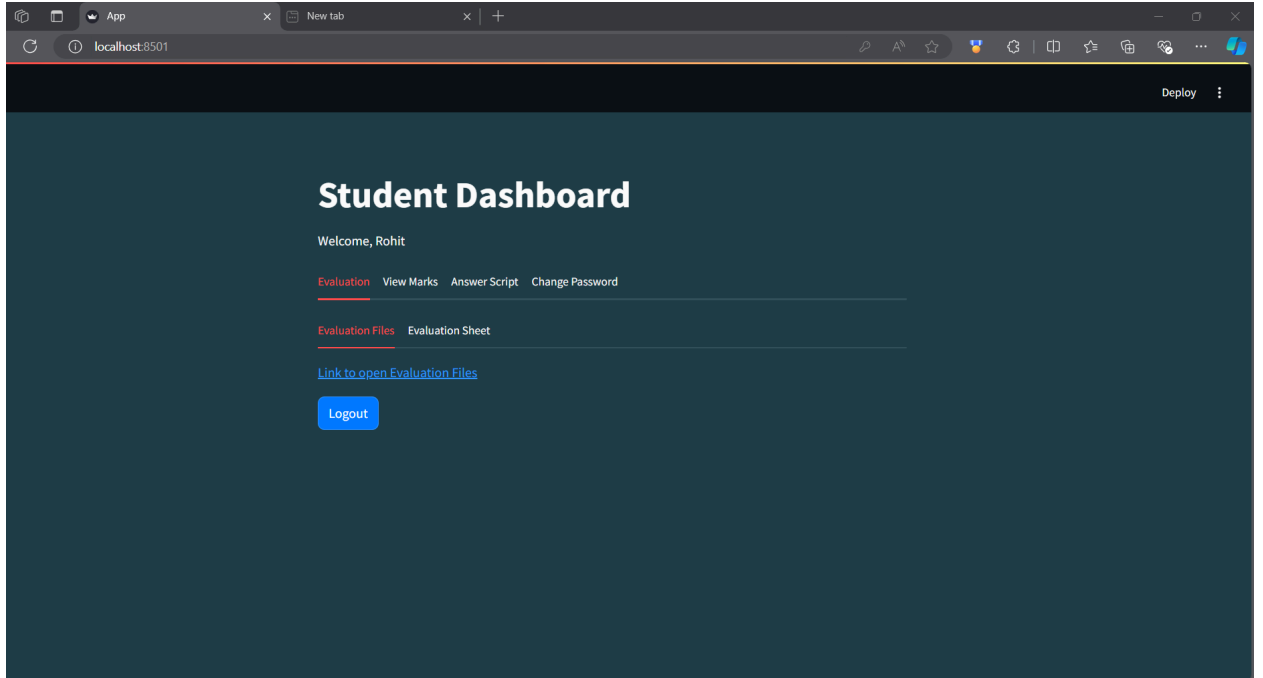 App New tab
localhost:8501
Deploy
Student Dashboard
Welcome, Rohit
Evaluation View Marks Answer Script Change Password
Evaluation Files Evaluation Sheet
Link to open Evaluation Files
Logout